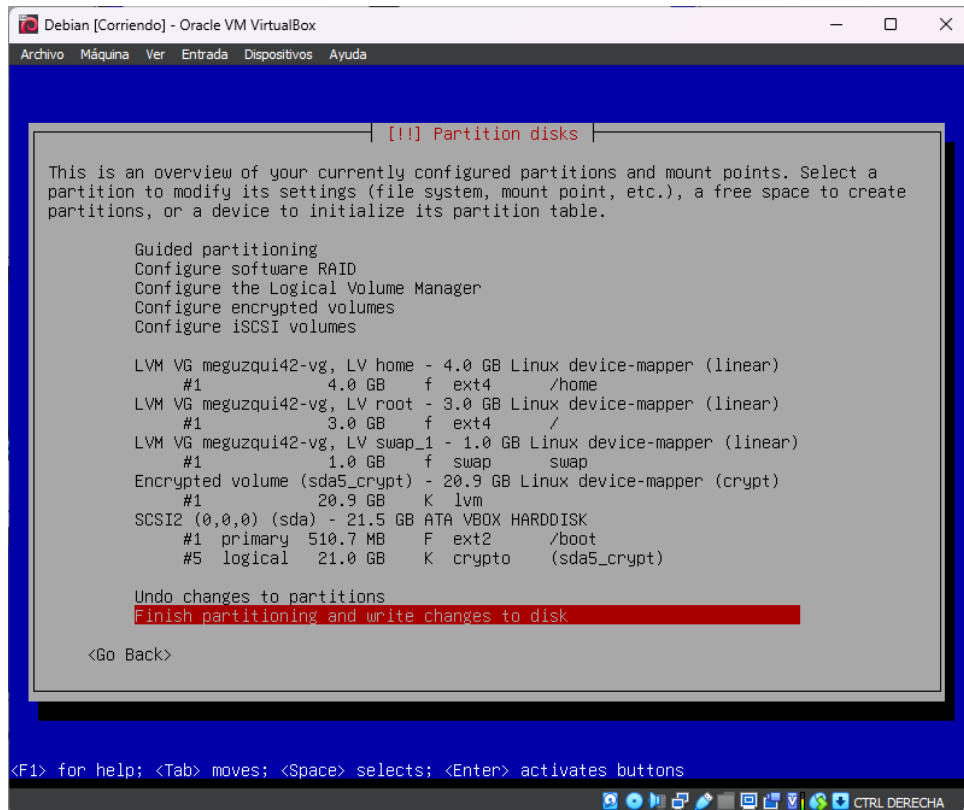 Debian [Corriendo] - Oracle VM VirtualBox
Archivo Máquina Ver Entrada Dispositivos Ayuda
[!!] Partition disks
This is an overview of your currently configured partitions and mount points. Select a
partition to modify its settings (file system, mount point, etc.), a free space to create
partitions, or a device to initialize its partition table.
Guided partitioning
Configure software RAID
Configure the Logical Volume Manager
Configure encrypted volumes
Configure iSCSI volumes
LVM VG meguzqui42-vg, LV home - 4.0 GB Linux device-mapper (linear)
#1 4.0 GB f ext4 /home
LVM VG meguzqui42-vg, LV root - 3.0 GB Linux device-mapper (linear)
#1 3.0 GB f ext4 /
LVM VG meguzqui42-vg, LV swap_1 - 1.0 GB Linux device-mapper (linear)
#1 1.0 GB f swap swap
Encrypted volume (sda5_crypt) - 20.9 GB Linux device-mapper (crypt)
#1 20.9 GB K lvm
SCSI2 (0,0,0) (sda) - 21.5 GB ATA VBOX HARDDISK
#1 primary 510.7 MB F ext2 /boot
#5 logical 21.0 GB K crypto (sda5_crypt)
Undo changes to partitions
Finish partitioning and write changes to disk
<Go Back>
<F1> for help; <Tab> moves; <Space> selects; <Enter> activates buttons
CTRL DERECHA